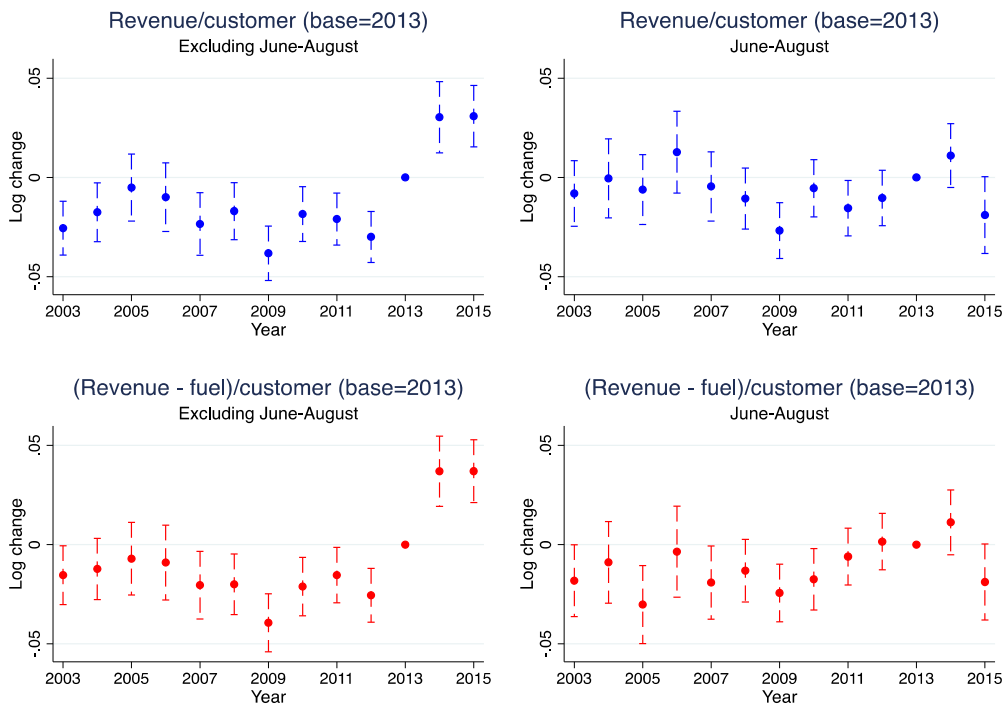 Revenue/customer (base=2013)
Excluding June-August
Log change
.05
0
-.05
2003
2005
2007
2009
2011
2013
2015
Year
Revenue/customer (base=2013)
June-August
Log change
.05
0
-.05
2003
2005
2007
2009
2011
2013
2015
Year
(Revenue - fuel)/customer (base=2013)
Excluding June-August
Log change
.05
0
-.05
2003
2005
2007
2009
2011
2013
2015
Year
(Revenue - fuel)/customer (base=2013)
June-August
Log change
.05
0
-.05
2003
2005
2007
2009
2011
2013
2015
Year